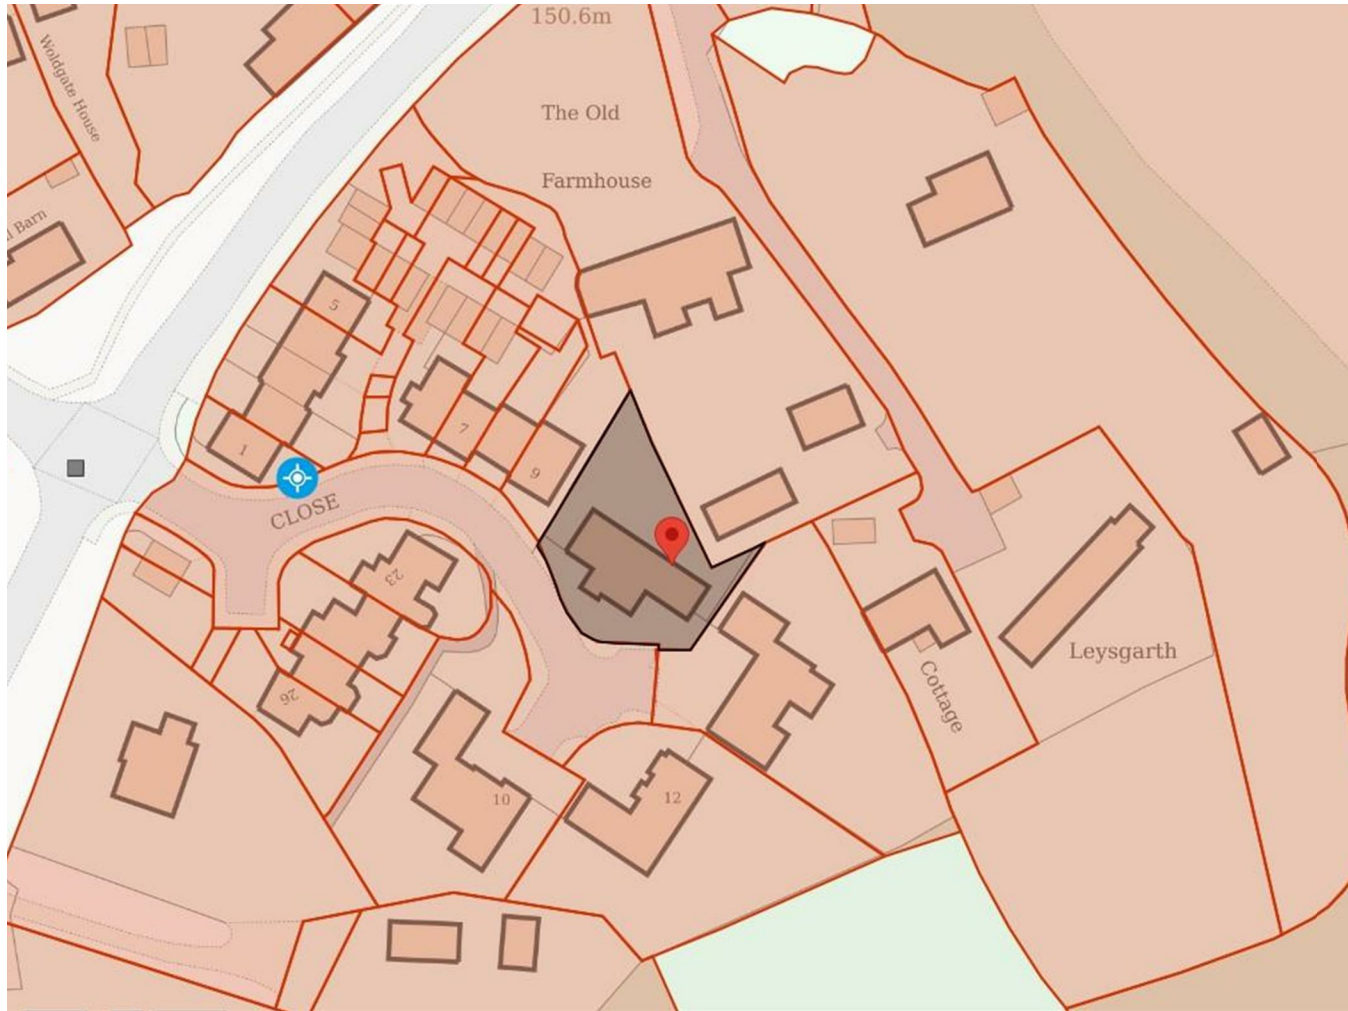 150.6m
Woldgate House
The Old
Farmhouse
Barn
5
7
1
9
CLOSE
23
Leysgarth
Cottage
26
10
12